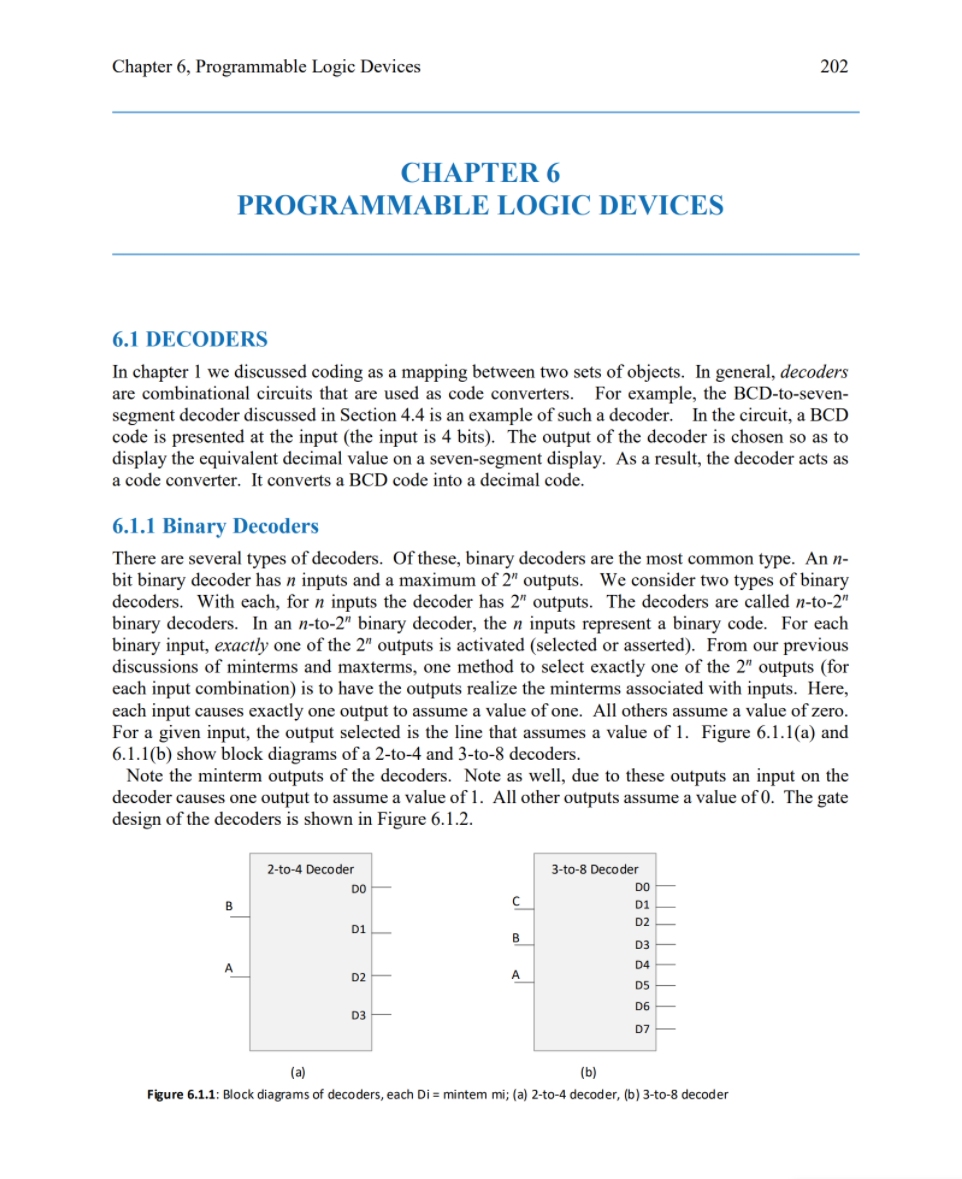 Chapter 6, Programmable Logic Devices 202
CHAPTER 6
PROGRAMMABLE LOGIC DEVICES
6.1 DECODERS
In chapter 1 we discussed coding as a mapping between two sets of objects. In general, decoders
are combinational circuits that are used as code converters. For example, the BCD-to-seven-
segment decoder discussed in Section 4.4 is an example of such a decoder. In the circuit, a BCD
code is presented at the input (the input is 4 bits). The output of the decoder is chosen so as to
display the equivalent decimal value on a seven-segment display. As a result, the decoder acts as
a code converter. It converts a BCD code into a decimal code.
6.1.1 Binary Decoders
There are several types of decoders. Of these, binary decoders are the most common type. An n-
bit binary decoder has n inputs and a maximum of 2ⁿ outputs. We consider two types of binary
decoders. With each, for n inputs the decoder has 2ⁿ outputs. The decoders are called n-to-2ⁿ
binary decoders. In an n-to-2ⁿ binary decoder, the n inputs represent a binary code. For each
binary input, exactly one of the 2ⁿ outputs is activated (selected or asserted). From our previous
discussions of minterms and maxterms, one method to select exactly one of the 2ⁿ outputs (for
each input combination) is to have the outputs realize the minterms associated with inputs. Here,
each input causes exactly one output to assume a value of one. All others assume a value of zero.
For a given input, the output selected is the line that assumes a value of 1. Figure 6.1.1(a) and
6.1.1(b) show block diagrams of a 2-to-4 and 3-to-8 decoders.
Note the minterm outputs of the decoders. Note as well, due to these outputs an input on the
decoder causes one output to assume a value of 1. All other outputs assume a value of 0. The gate
design of the decoders is shown in Figure 6.1.2.
2-to-4 Decoder
D0
B
D1
A
D2
D3
(a)
3-to-8 Decoder
D0
C
D1
D2
B
D3
D4
A
D5
D6
D7
(b)
Figure 6.1.1: Block diagrams of decoders, each Di = mintem mi; (a) 2-to-4 decoder, (b) 3-to-8 decoder